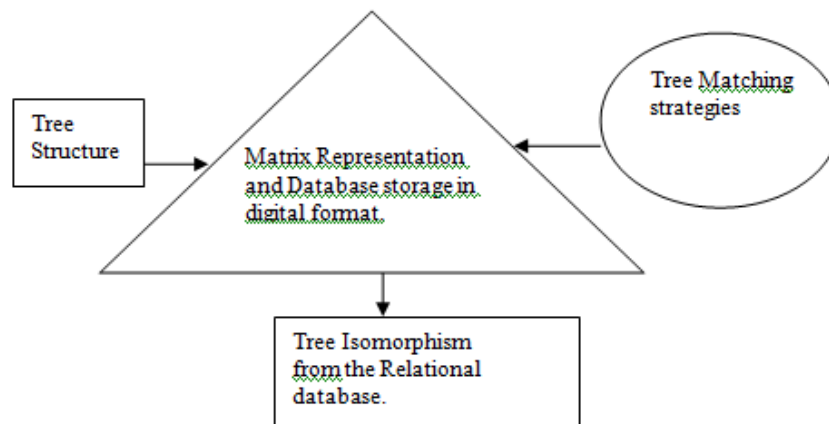 Tree
Structure
Matrix Representation
and Database storage in
digital format.
Tree Matching
strategies
Tree Isomorphism
from the Relational
database.